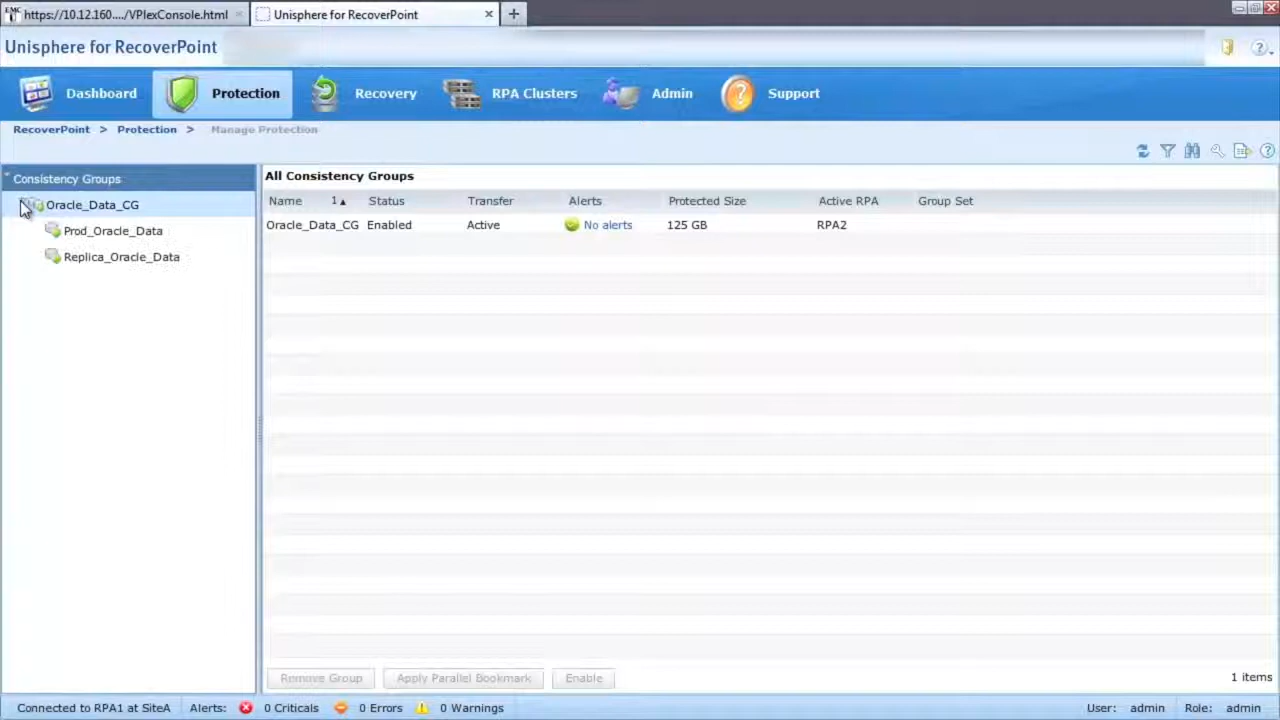 EMC https://10.12.160..../VPlexConsole.html × Unisphere for RecoverPoint × +
Unisphere for RecoverPoint
Dashboard Protection Recovery RPA Clusters Admin Support
RecoverPoint > Protection > Manage Protection
Consistency Groups
Oracle_Data_CG
Prod_Oracle_Data
Replica_Oracle_Data
All Consistency Groups
Name 1▲ Status Transfer Alerts Protected Size Active RPA Group Set
Oracle_Data_CG Enabled Active No alerts 125 GB RPA2
Remove Group Apply Parallel Bookmark Enable 1 items
Connected to RPA1 at SiteA Alerts: 0 Criticals 0 Errors 0 Warnings User: admin Role: admin